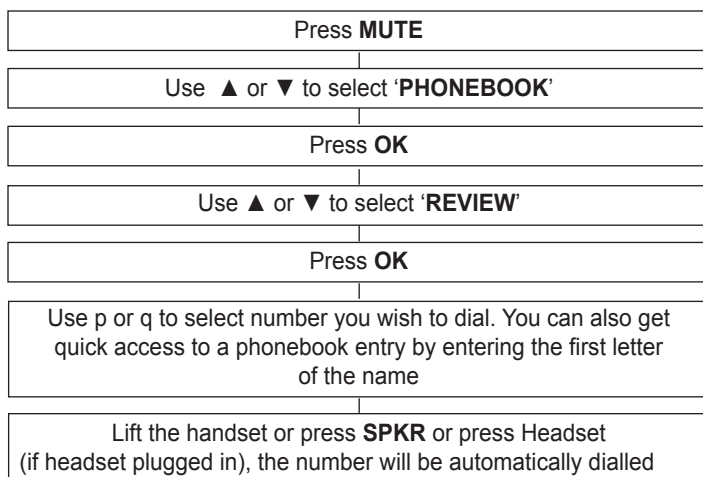 Press MUTE
Use ▲ or ▼ to select ‘PHONEBOOK’
Press OK
Use ▲ or ▼ to select ‘REVIEW’
Press OK
Use p or q to select number you wish to dial. You can also get
quick access to a phonebook entry by entering the first letter
of the name
Lift the handset or press SPKR or press Headset
(if headset plugged in), the number will be automatically dialled